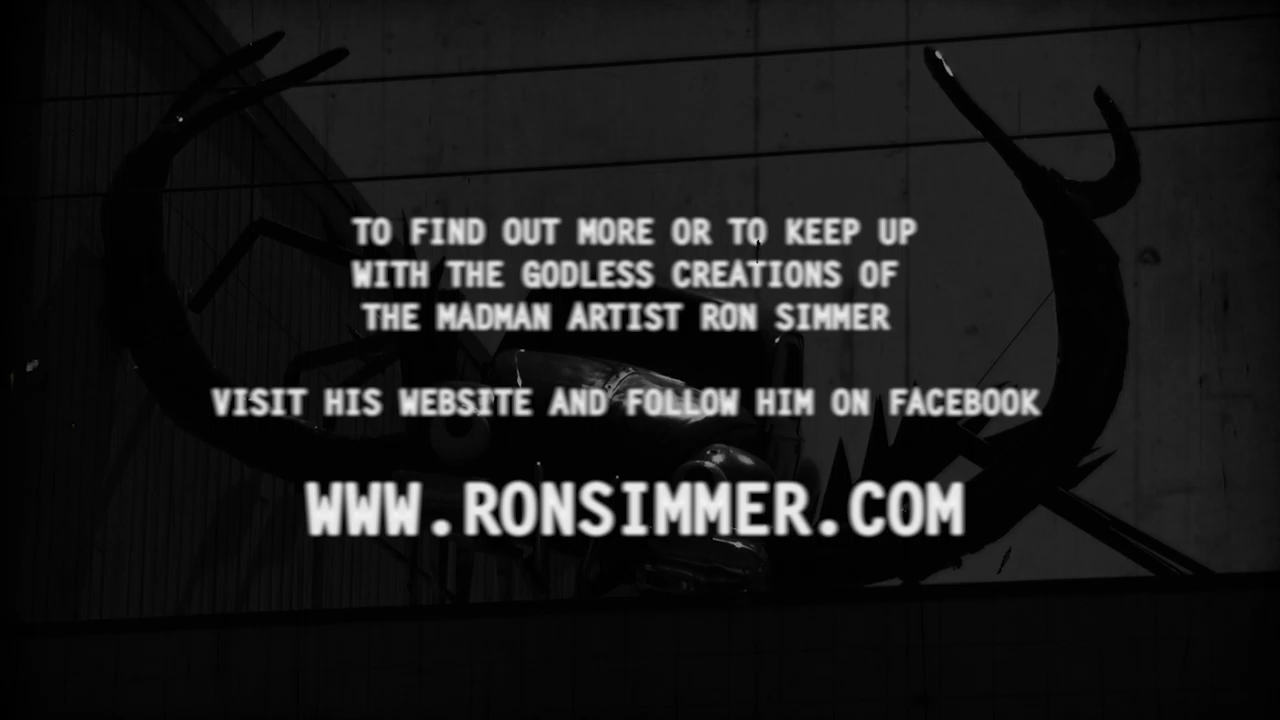 TO FIND OUT MORE OR TO KEEP UP
WITH THE GODLESS CREATIONS OF
THE MADMAN ARTIST RON SIMMER
VISIT HIS WEBSITE AND FOLLOW HIM ON FACEBOOK
WWW.RONSIMMER.COM